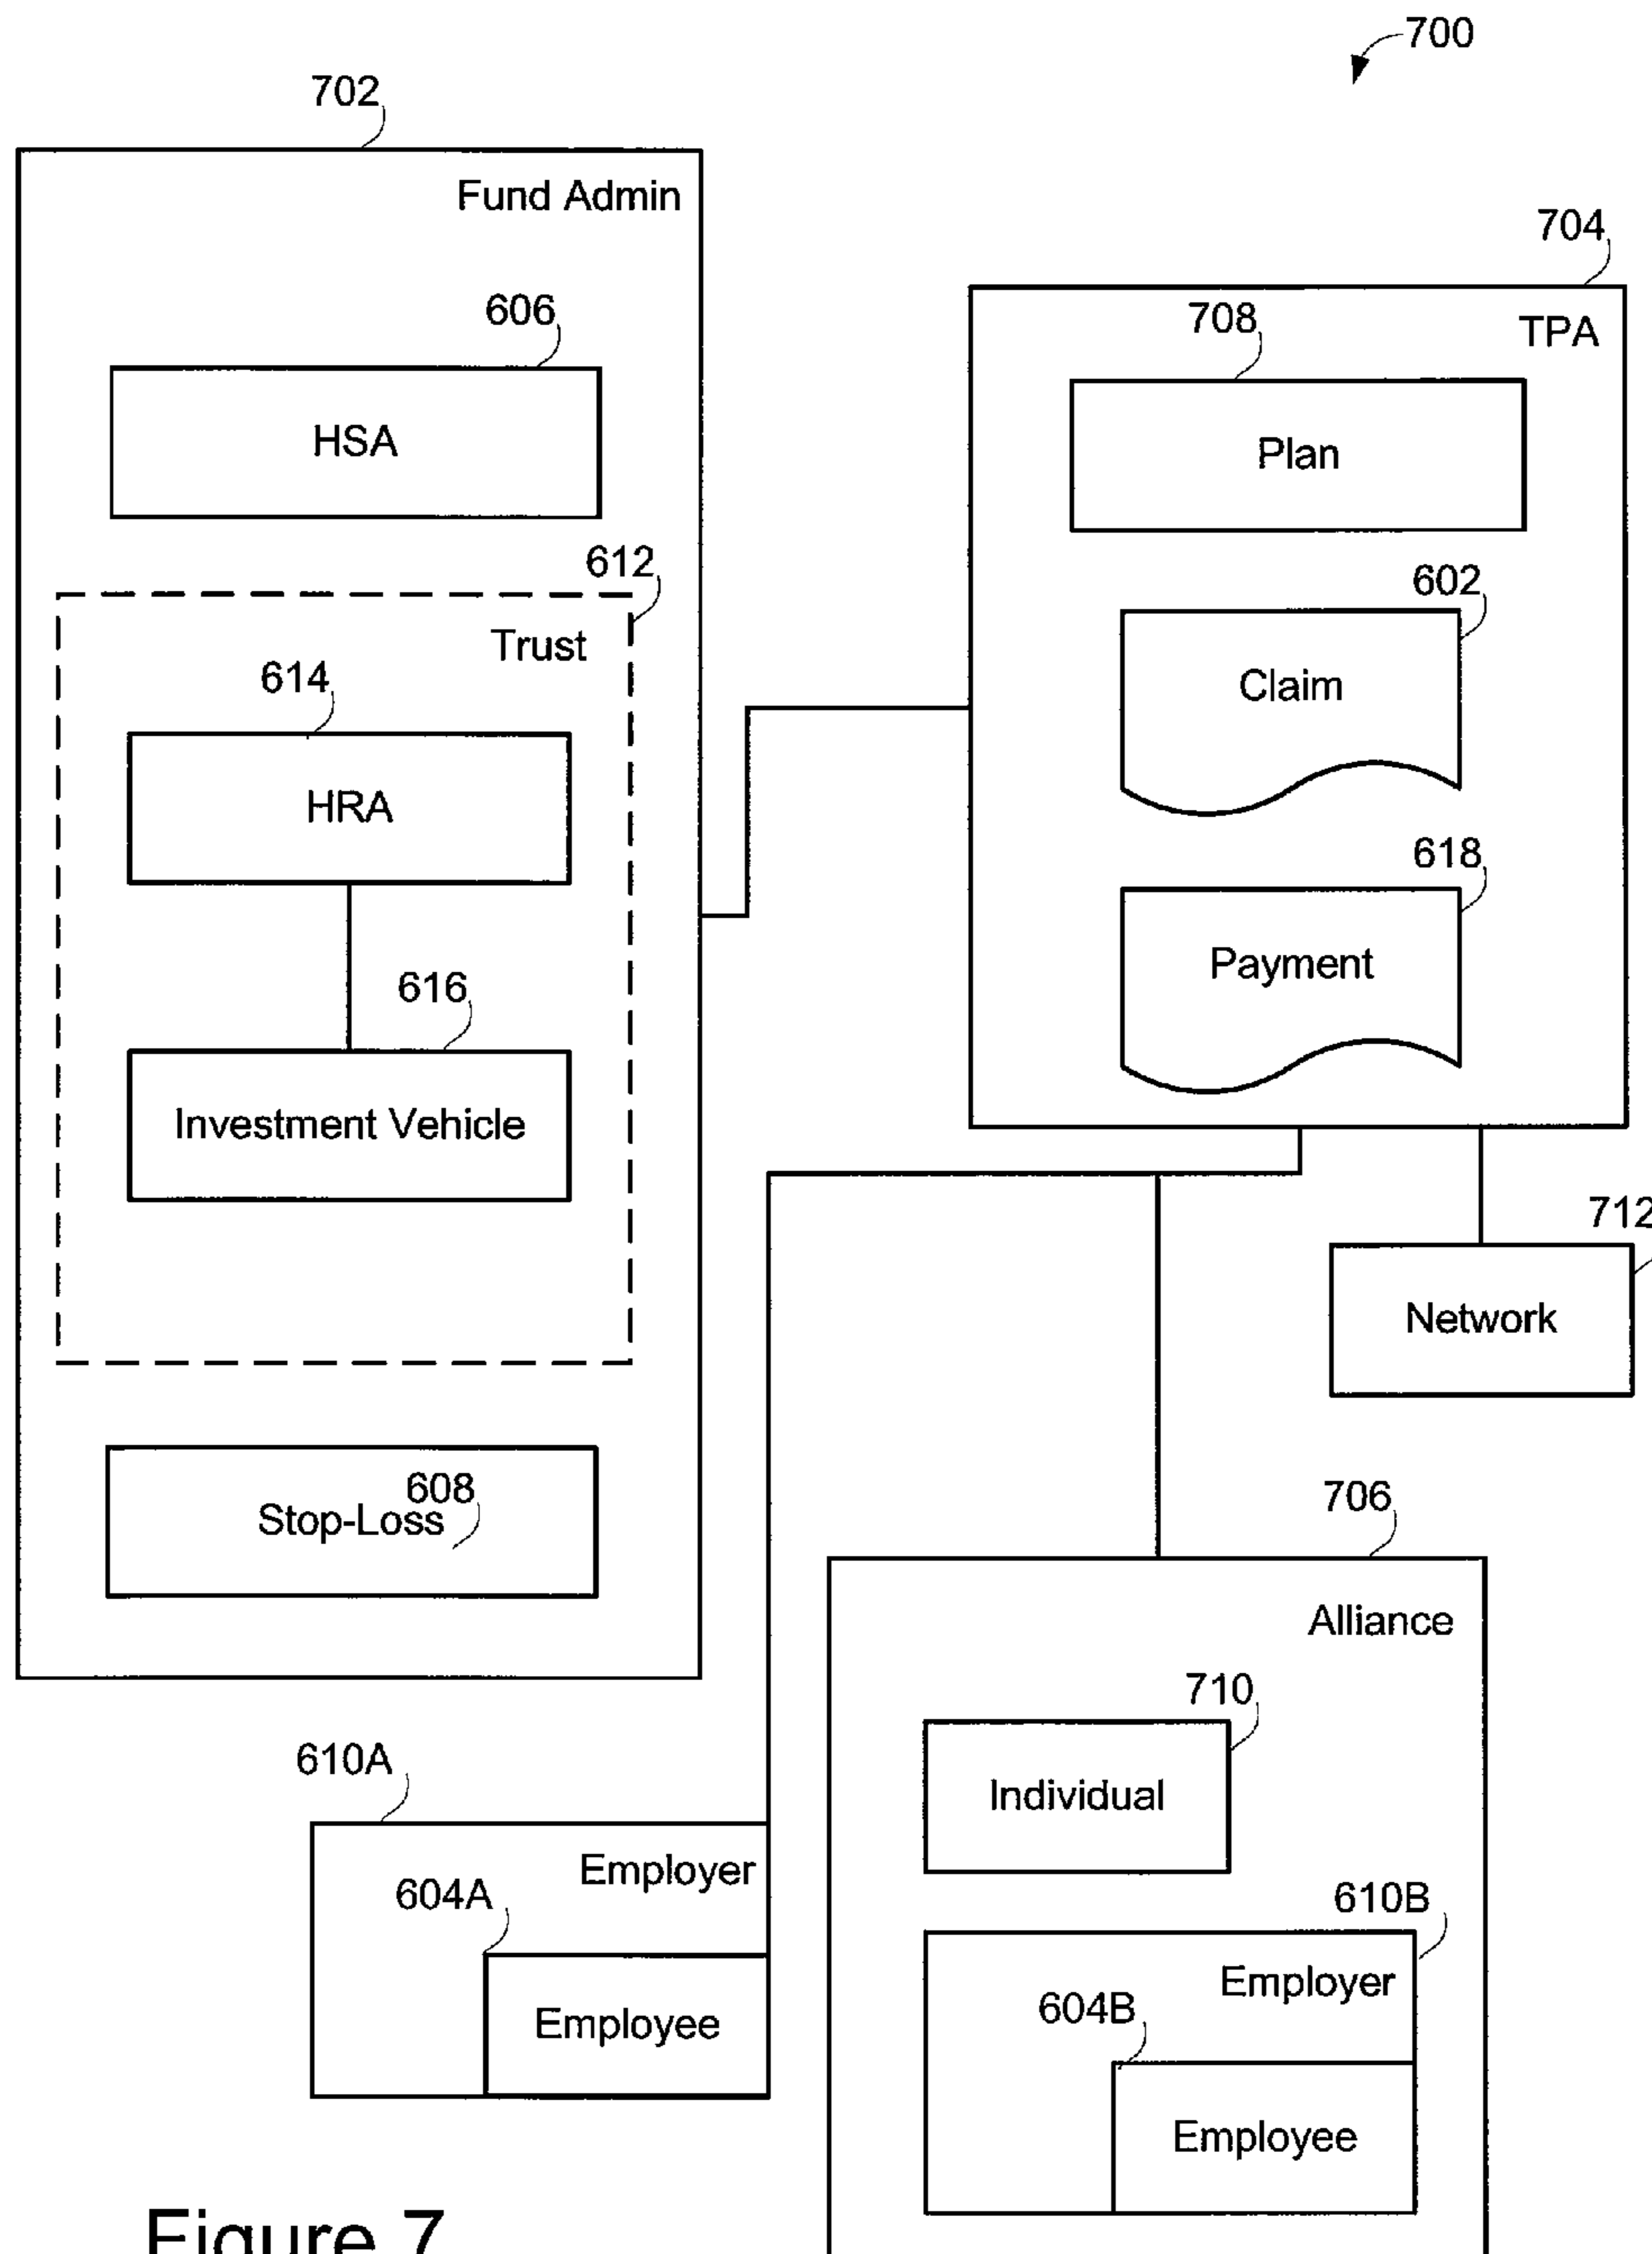 700
702
Fund Admin
704
606
708
TPA
HSA
Plan
612
602
Trust
614
Claim
HRA
618
Payment
616
Investment Vehicle
712
Network
608
Stop-Loss
706
Alliance
710
610A
Individual
Employer
604A
610B
Employer
604B
Employee
Employee
Figure 7